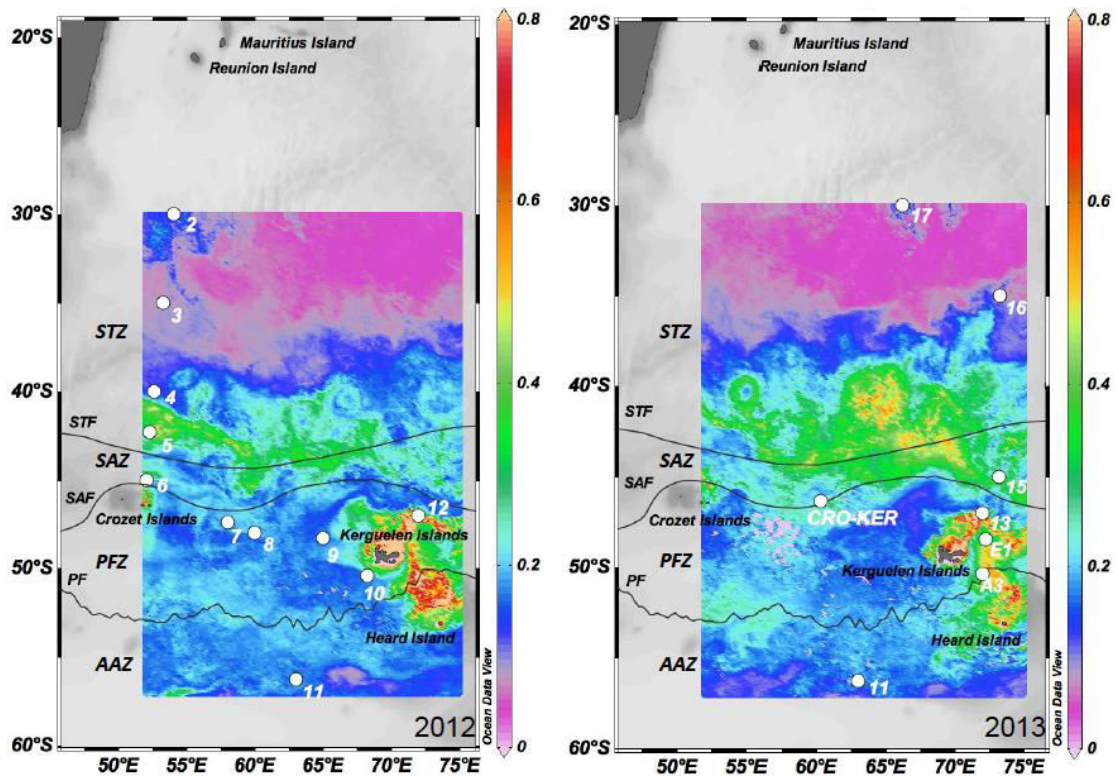 20°S
30°S
40°S
50°S
60°S
Mauritius Island
Reunion Island
2
3
STZ
4
STF
5
SAZ
6
SAF
Crozet Islands
7
8
9
12
Kerguelen Islands
PFZ
10
PF
Heard Island
AAZ
11
Ocean Data View
2012
50°E
55°E
60°E
65°E
70°E
75°E
0.8
0.6
0.4
0.2
0
20°S
30°S
40°S
50°S
60°S
Mauritius Island
Reunion Island
17
16
STZ
STF
SAZ
SAF
15
Crozet Islands
CRO-KER
13
E1
PFZ
Kerguelen Islands
A3
PF
Heard Island
AAZ
11
Ocean Data View
2013
50°E
55°E
60°E
65°E
70°E
75°E
0.8
0.6
0.4
0.2
0